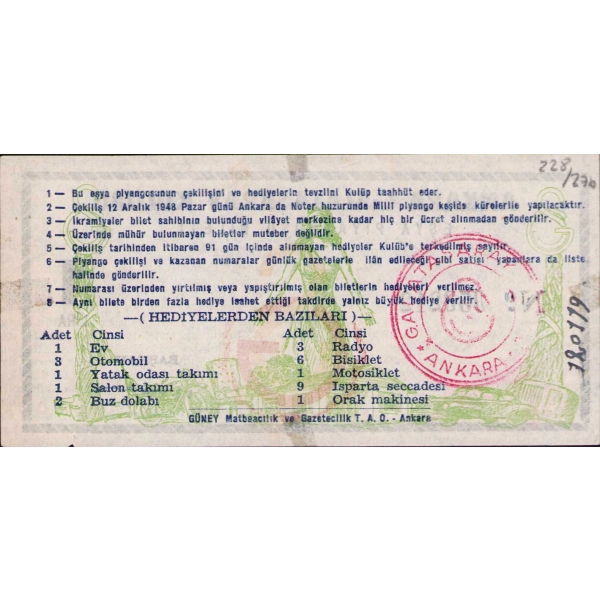 228/270
1 — Bu eşya piyangosunun çekilişini ve hediyelerin tevziini Kulüp taahhüt eder.
2 — Çekiliş 12 Aralık 1948 Pazar günü Ankara da Noter huzurunda Milli piyango keşide kürelerile yapılacaktır.
3 — İkramiyeler bilet sahibinin bulunduğu vilâyet merkezine kadar hiç bir ücret alınmadan gönderilir.
4 — Üzerinde mühür bulunmayan biletler muteber değildir.
5 — Çekiliş tarihinden itibaren 91 gün içinde alınmayan hediyeler Kulüb'e terkedilmiş sayılır.
6 — Piyango çekilişi ve kazanan numaralar günlük gazetelerle ilân edileceği gibi satışı yapanlara da liste
halinde gönderilir.
7 — Numarası üzerinden yırtılmış veya yapıştırılmış olan biletlerin hediyeleri verilmez.
8 — Aynı bilete birden fazla hediye isabet ettiği takdirde yalnız büyük hediye verilir.
—( HEDİYELERDEN BAZILARI )—
Adet Cinsi Adet Cinsi
1 Ev 3 Radyo
3 Otomobil 6 Bisiklet
1 Yatak odası takımı 1 Motosiklet
1 Salon takımı 9 Isparta seccadesi
2 Buz dolabı 1 Orak makinesi
GÜNEY Matbaacılık ve Gazetecilik T. A. O. - Ankara
GALATASARAY
ANKARA